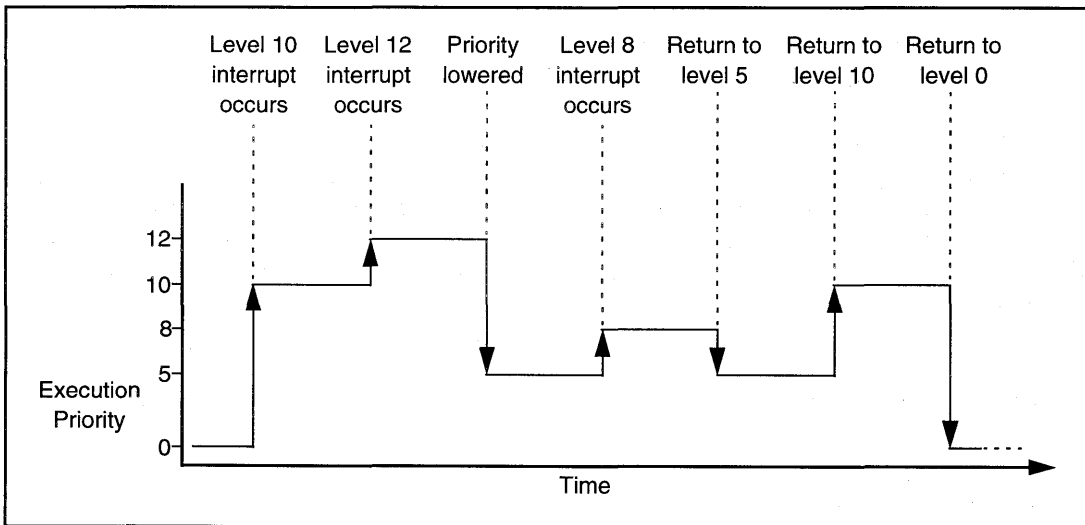 Level 10
interrupt
occurs
Level 12
interrupt
occurs
Priority
lowered
Level 8
interrupt
occurs
Return to
level 5
Return to
level 10
Return to
level 0
12
10
8
5
0
Execution
Priority
Time